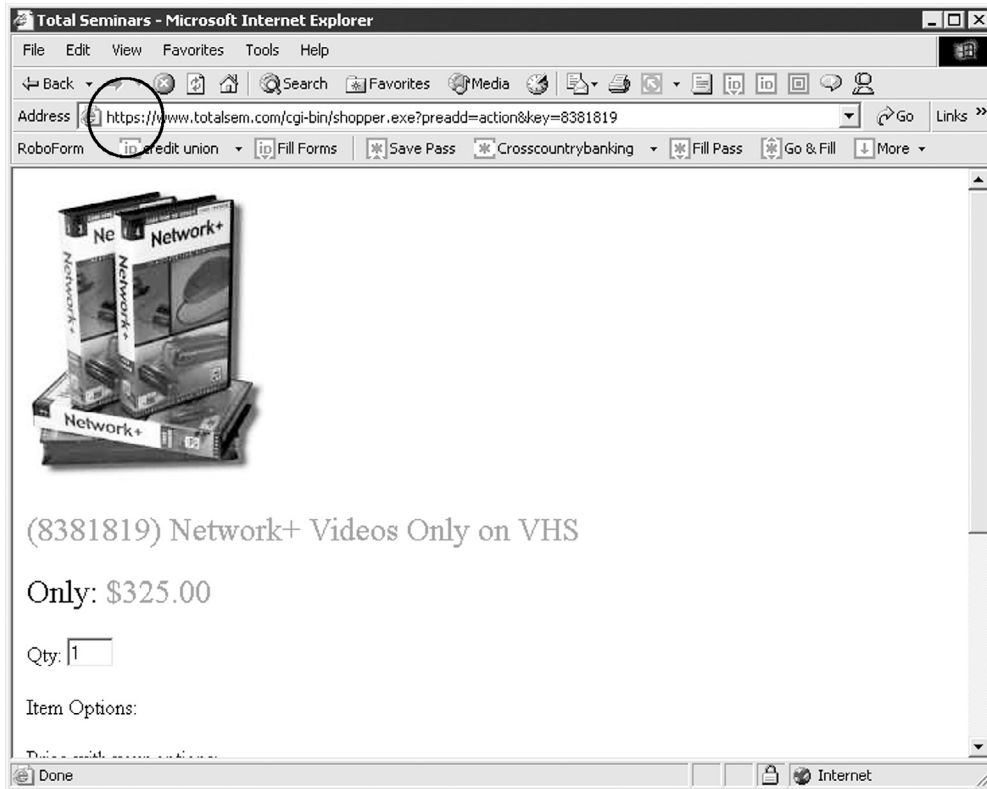 Total Seminars - Microsoft Internet Explorer
File Edit View Favorites Tools Help
Back Search Favorites Media
Address https://www.totalsem.com/cgi-bin/shopper.exe?preadd=action&key=8381819 Go Links »
RoboForm credit union Fill Forms Save Pass Crosscountrybanking Fill Pass Go & Fill More
Ne Network+
Network+ Network+
Network+
(8381819) Network+ Videos Only on VHS
Only: $325.00
Qty: 1
Item Options:
Done Internet